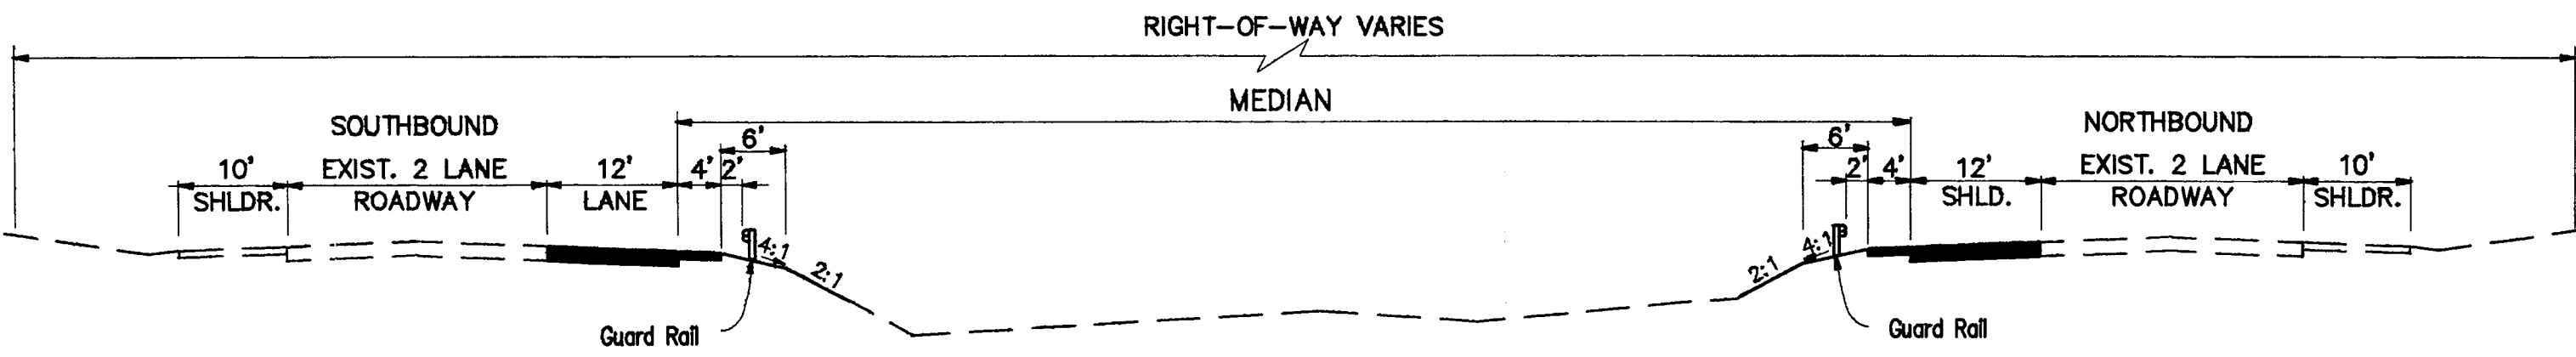 RIGHT-OF-WAY VARIES
MEDIAN
SOUTHBOUND
NORTHBOUND
6'
6'
10'
EXIST. 2 LANE
12'
4'
2'
2'
4'
12'
EXIST. 2 LANE
10'
SHLDR.
ROADWAY
LANE
SHLD.
ROADWAY
SHLDR.
4:1
2:1
4:1
2:1
Guard Rail
Guard Rail